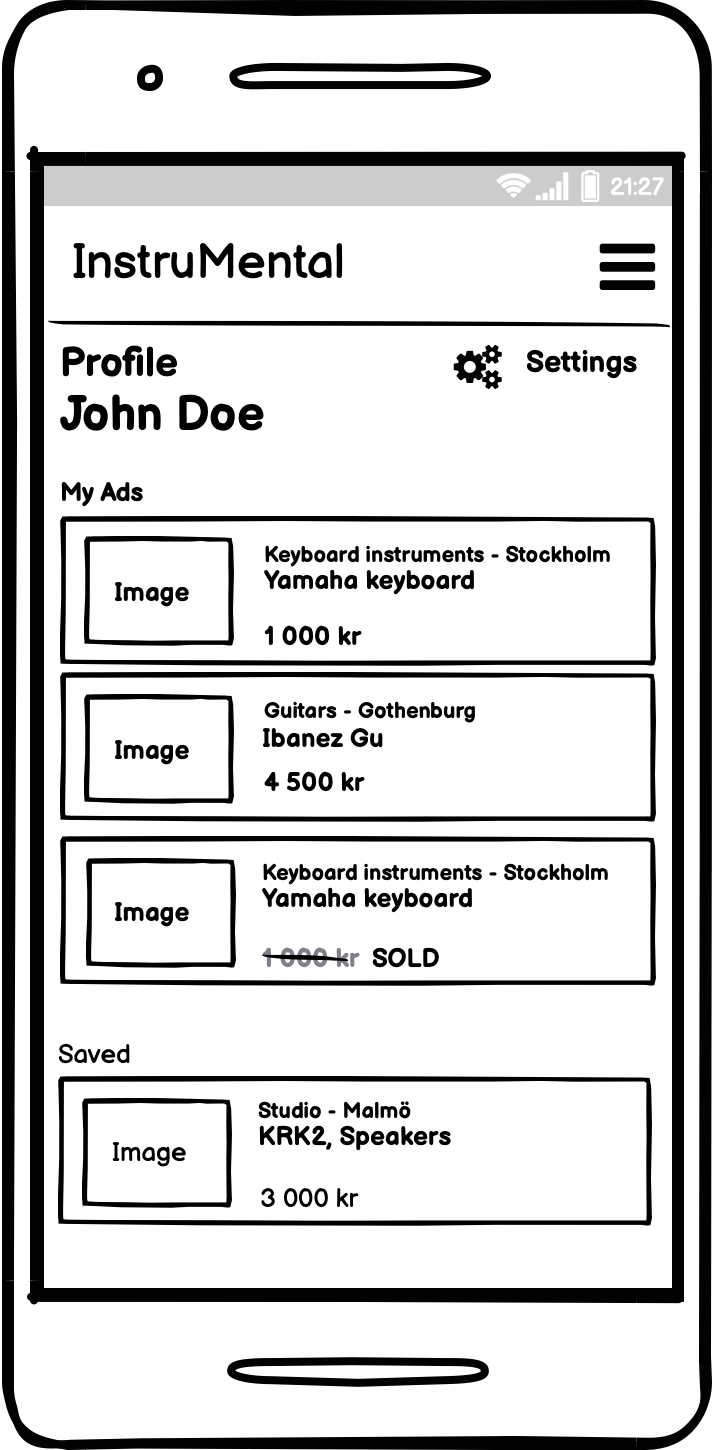 21:27
InstruMental
Profile
Settings
John Doe
My Ads
Image
Keyboard instruments - Stockholm
Yamaha keyboard
1 000 kr
Image
Guitars - Gothenburg
Ibanez Gu
4 500 kr
Image
Keyboard instruments - Stockholm
Yamaha keyboard
1 000 kr SOLD
Saved
Image
Studio - Malmö
KRK2, Speakers
3 000 kr